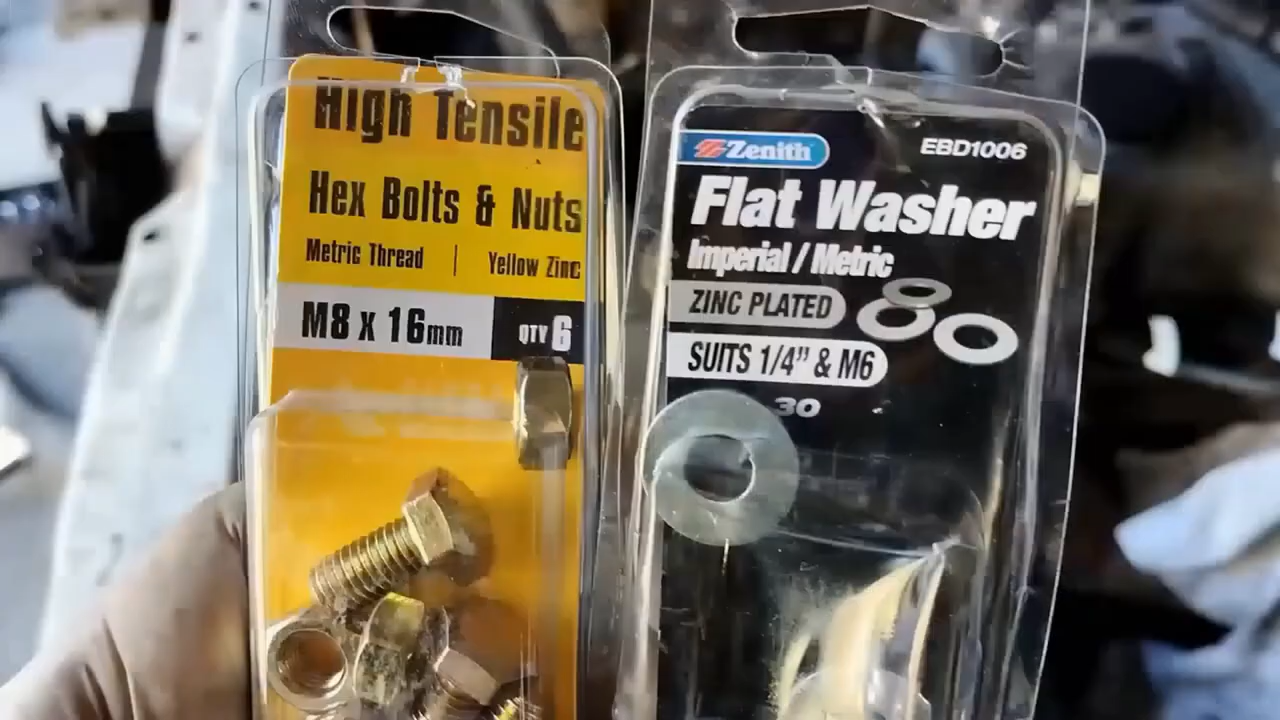 High Tensile
Hex Bolts & Nuts
Metric Thread | Yellow Zinc
M8 x 16mm QTY 6
Zenith EBD1006
Flat Washer
Imperial / Metric
ZINC PLATED
SUITS 1/4” & M6
30